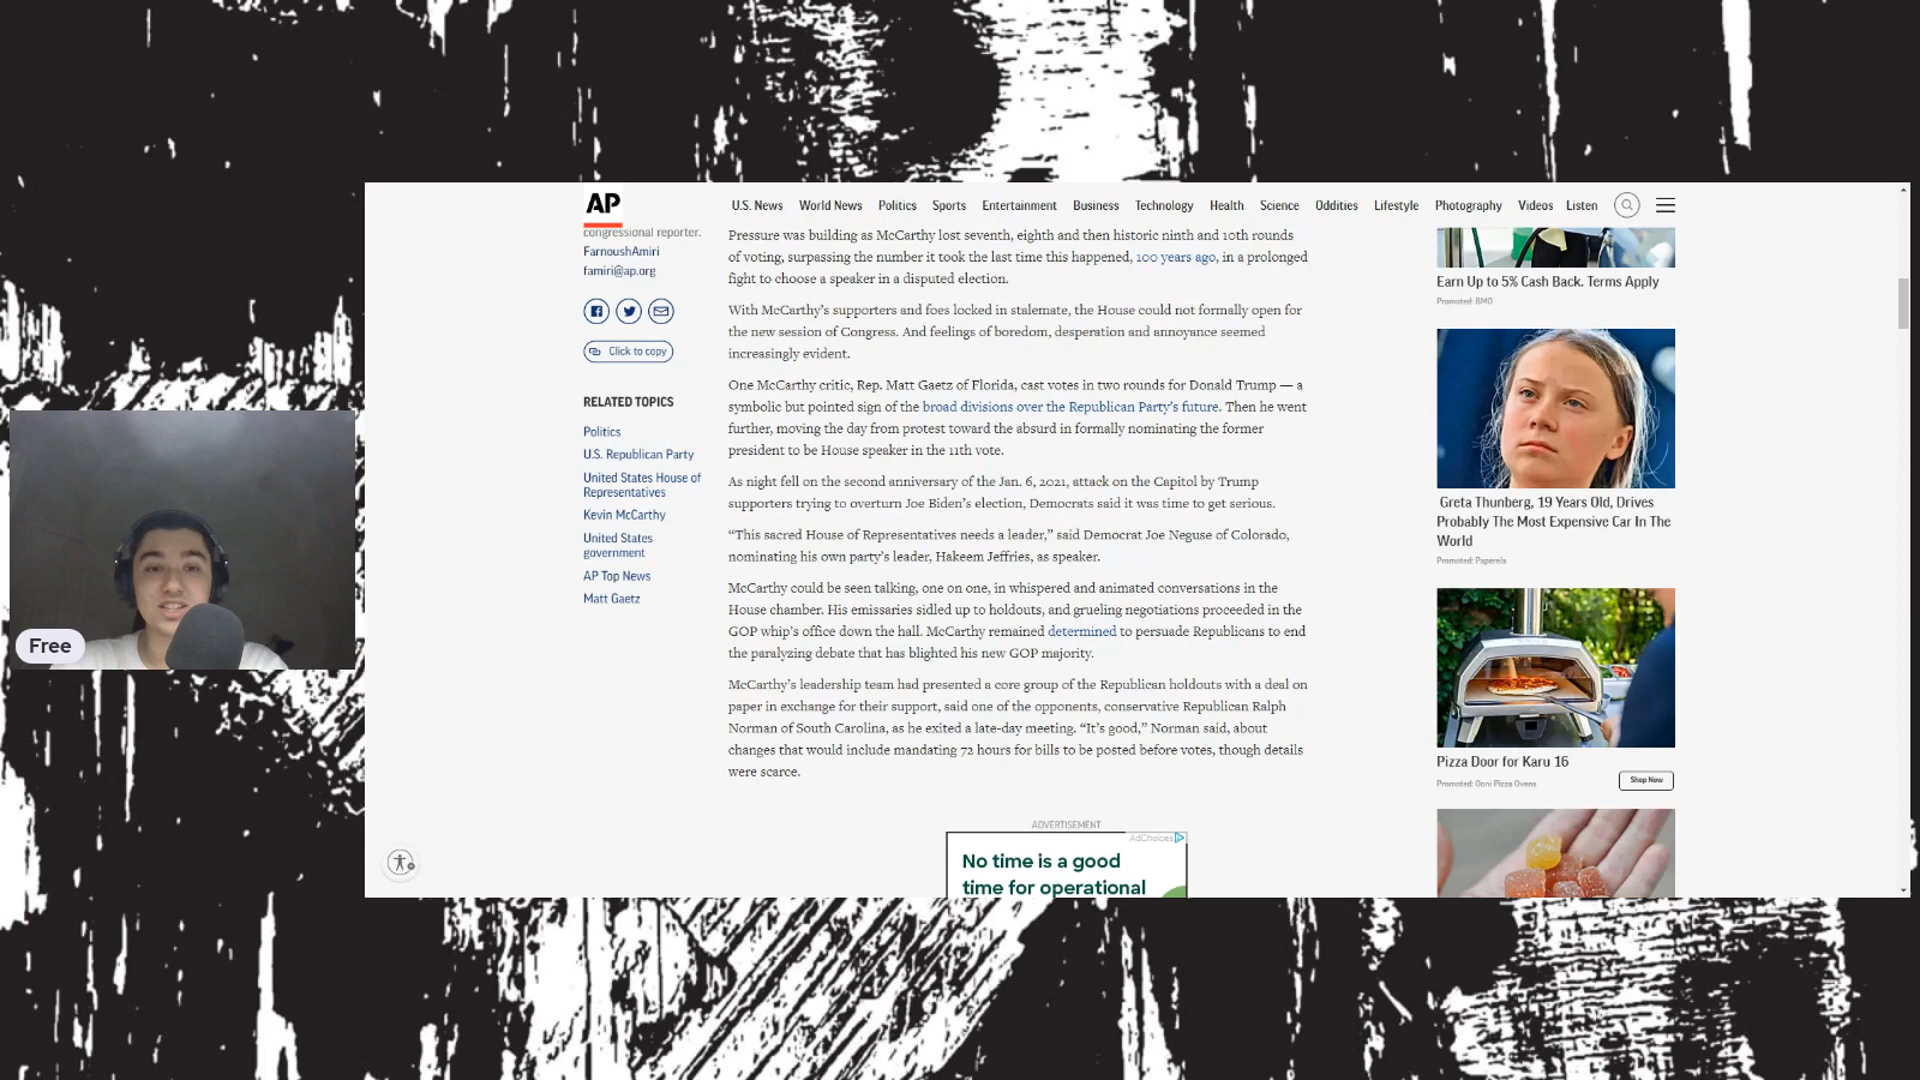 AP
U.S. News World News Politics Sports Entertainment Business Technology Health Science Oddities Lifestyle Photography Videos Listen
congressional reporter.
FarnoushAmiri
famiri@ap.org
Click to copy
RELATED TOPICS
Politics
U.S. Republican Party
United States House of
Representatives
Kevin McCarthy
United States
government
AP Top News
Matt Gaetz
Pressure was building as McCarthy lost seventh, eighth and then historic ninth and 10th rounds
of voting, surpassing the number it took the last time this happened, 100 years ago, in a prolonged
fight to choose a speaker in a disputed election.
With McCarthy’s supporters and foes locked in stalemate, the House could not formally open for
the new session of Congress. And feelings of boredom, desperation and annoyance seemed
increasingly evident.
One McCarthy critic, Rep. Matt Gaetz of Florida, cast votes in two rounds for Donald Trump — a
symbolic but pointed sign of the broad divisions over the Republican Party’s future. Then he went
further, moving the day from protest toward the absurd in formally nominating the former
president to be House speaker in the 11th vote.
As night fell on the second anniversary of the Jan. 6, 2021, attack on the Capitol by Trump
supporters trying to overturn Joe Biden’s election, Democrats said it was time to get serious.
“This sacred House of Representatives needs a leader,” said Democrat Joe Neguse of Colorado,
nominating his own party’s leader, Hakeem Jeffries, as speaker.
McCarthy could be seen talking, one on one, in whispered and animated conversations in the
House chamber. His emissaries sidled up to holdouts, and grueling negotiations proceeded in the
GOP whip’s office down the hall. McCarthy remained determined to persuade Republicans to end
the paralyzing debate that has blighted his new GOP majority.
McCarthy’s leadership team had presented a core group of the Republican holdouts with a deal on
paper in exchange for their support, said one of the opponents, conservative Republican Ralph
Norman of South Carolina, as he exited a late-day meeting. “It’s good,” Norman said, about
changes that would include mandating 72 hours for bills to be posted before votes, though details
were scarce.
ADVERTISEMENT
AdChoices
No time is a good
time for operational
Earn Up to 5% Cash Back. Terms Apply
Promoted: BMO
Greta Thunberg, 19 Years Old, Drives
Probably The Most Expensive Car In The
World
Promoted: Paperela
Pizza Door for Karu 16
Promoted: Ooni Pizza Ovens
Shop Now
Free